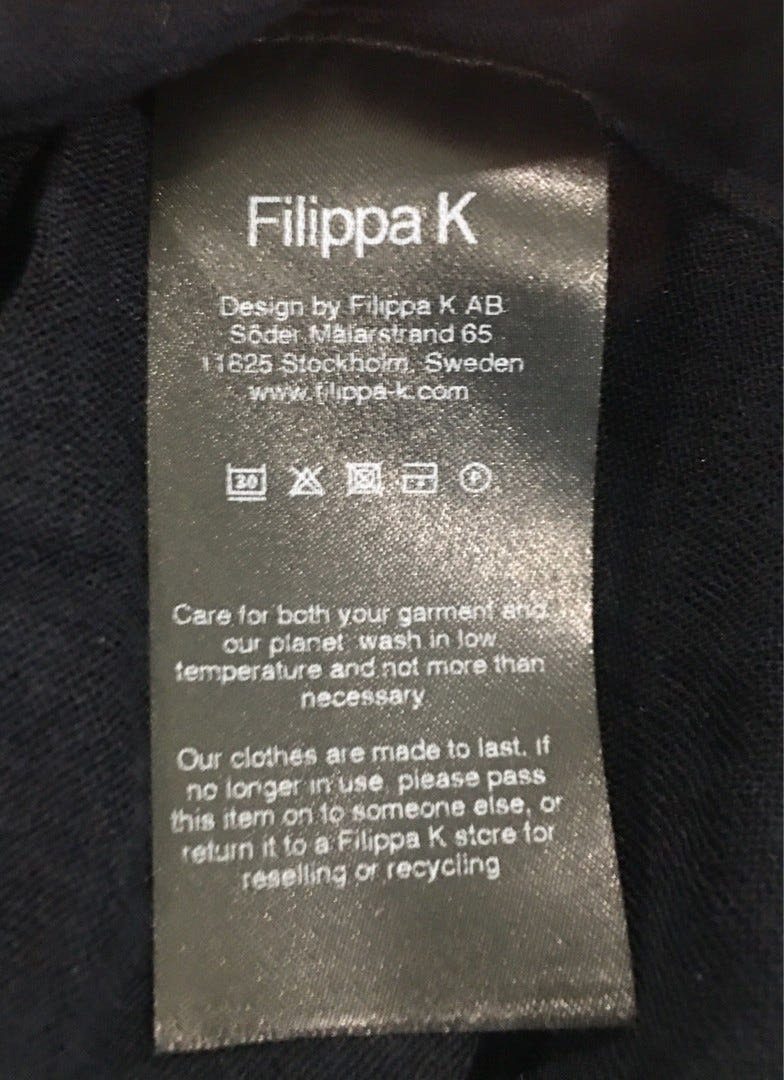 Filippa K
Design by Filippa K AB
Söder Mälarstrand 65
11825 Stockholm, Sweden
www.filippa-k.com
30
P
Care for both your garment and
our planet wash in low
temperature and not more than
necessary
Our clothes are made to last. If
no longer in use, please pass
this item on to someone else, or
return it to a Filippa K store for
reselling or recycling